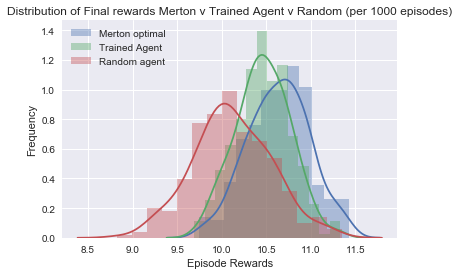 Distribution of Final rewards Merton v Trained Agent v Random (per 1000 episodes)
Merton optimal
Trained Agent
Random agent
Frequency
1.4
1.2
1.0
0.8
0.6
0.4
0.2
0.0
8.5 9.0 9.5 10.0 10.5 11.0 11.5
Episode Rewards